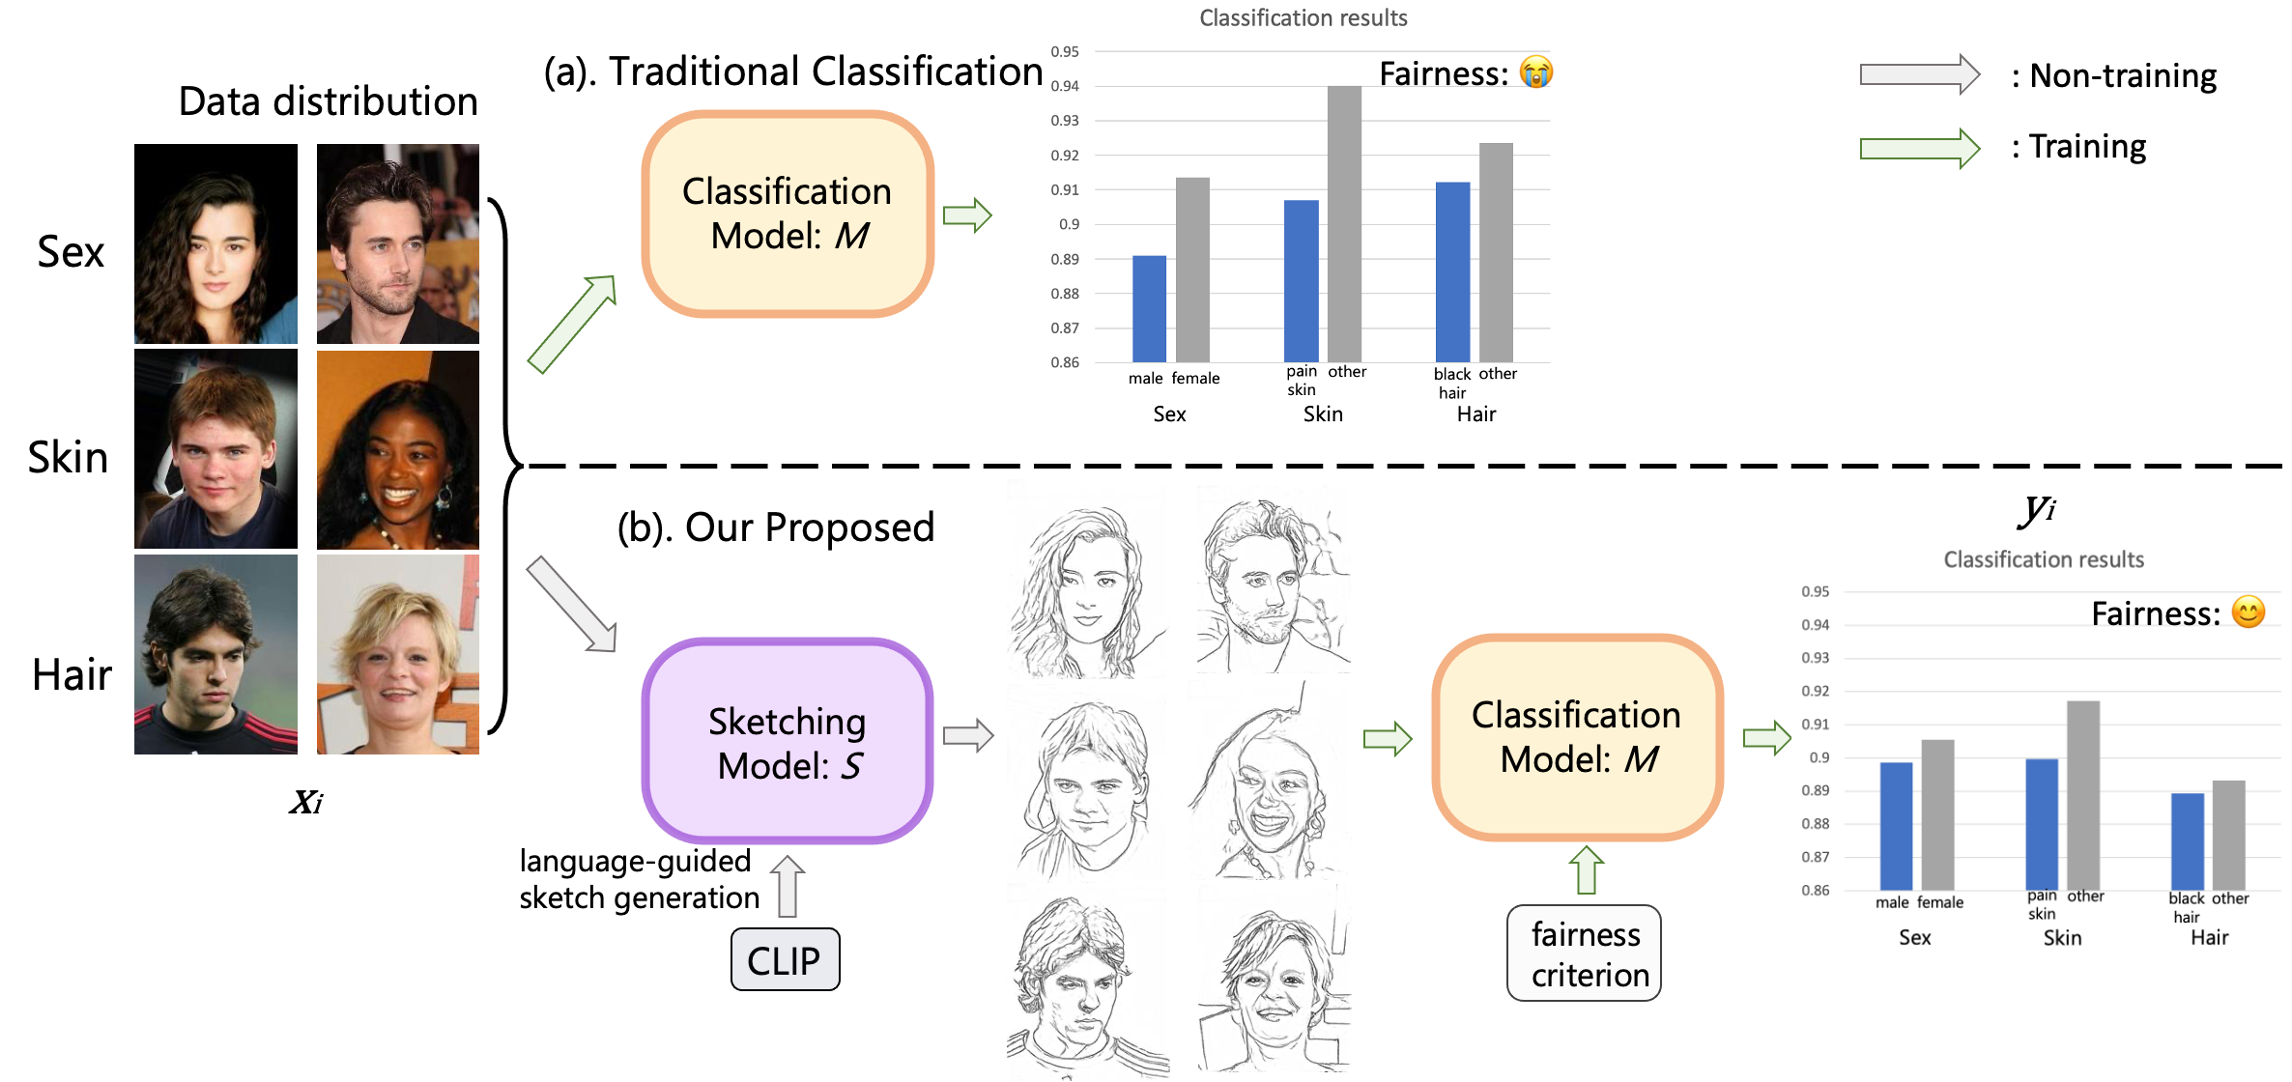 Data distribution
Sex
Skin
Hair
xi
(a). Traditional Classification
Classification
Model: M
Classification results
Fairness: 😭
0.95
0.94
0.93
0.92
0.91
0.9
0.89
0.88
0.87
0.86
male female
pain
skin
other
black
hair
other
Sex
Skin
Hair
: Non-training
: Training
(b). Our Proposed
Sketching
Model: S
language-guided
sketch generation
CLIP
Classification
Model: M
fairness
criterion
yi
Classification results
Fairness: 😊
0.95
0.94
0.93
0.92
0.91
0.9
0.89
0.88
0.87
0.86
male female
pain
skin
other
black
hair
other
Sex
Skin
Hair